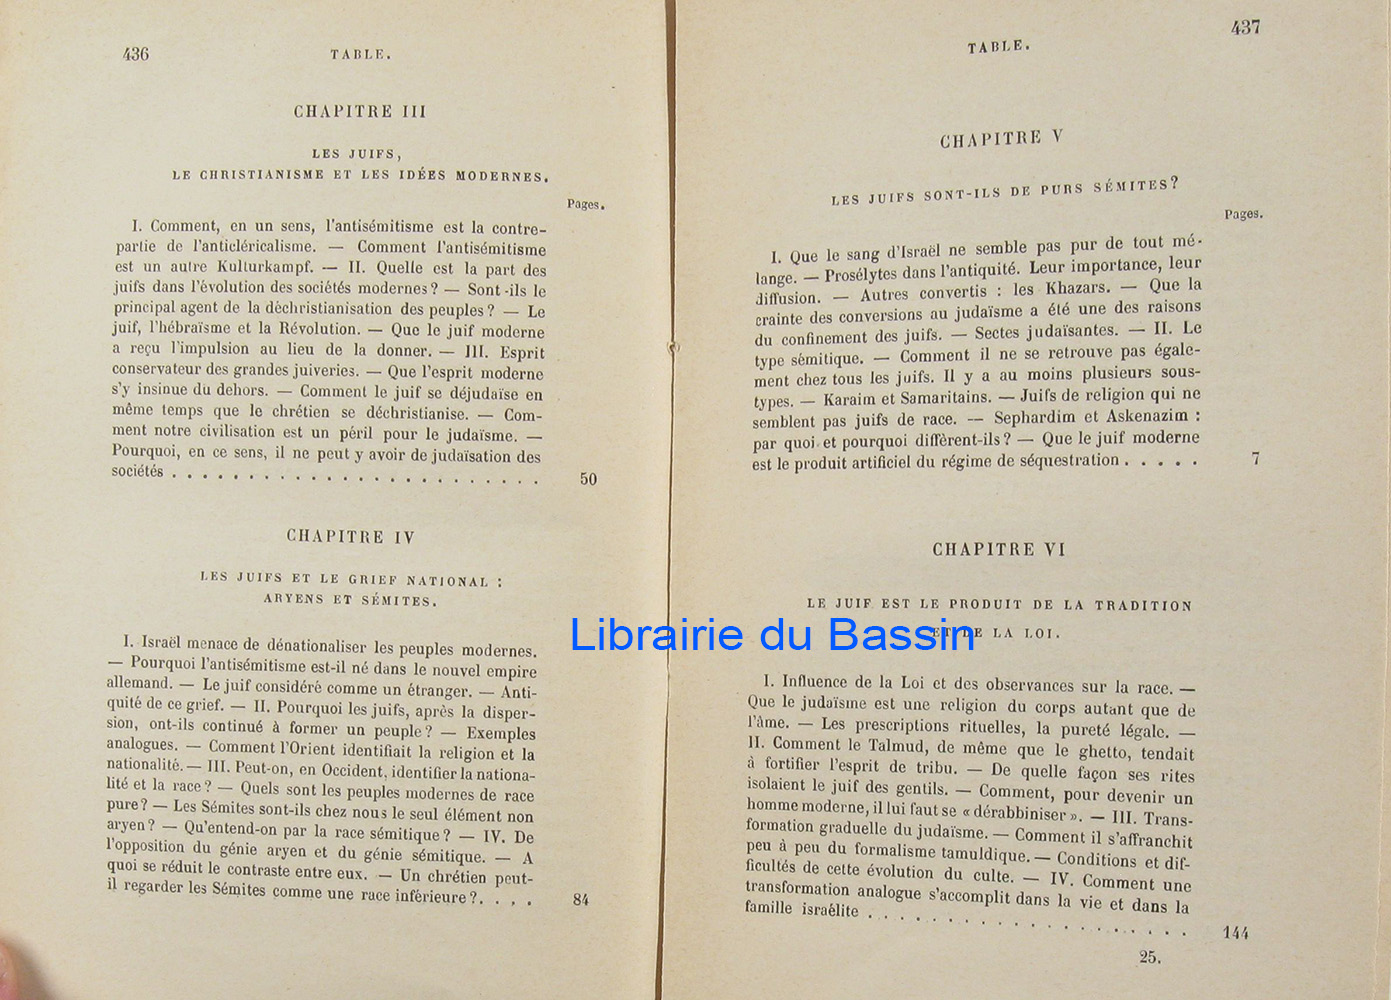 436
TABLE.
CHAPITRE III
LES JUIFS,
LE CHRISTIANISME ET LES IDÉES MODERNES.
Pages.
I. Comment, en un sens, l'antisémitisme est la contre-
partie de l'anticléricalisme. — Comment l'antisémitisme
est un autre Kulturkampf. — II. Quelle est la part des
juifs dans l'évolution des sociétés modernes? — Sont-ils le
principal agent de la déchristianisation des peuples? — Le
juif, l'hébraïsme et la Révolution. — Que le juif moderne
a reçu l'impulsion au lieu de la donner. — III. Esprit
conservateur des grandes juiveries. — Que l'esprit moderne
s'y insinue du dehors. — Comment le juif se déjudaïse en
même temps que le chrétien se déchristianise. — Com-
ment notre civilisation est un péril pour le judaïsme. —
Pourquoi, en ce sens, il ne peut y avoir de judaïsation des
sociétés . . . . . . . . . . . . . . . . . . . . . . . . 50
CHAPITRE IV
LES JUIFS ET LE GRIEF NATIONAL :
ARYENS ET SÉMITES.
I. Israël menace de dénationaliser les peuples modernes.
— Pourquoi l'antisémitisme est-il né dans le nouvel empire
allemand. — Le juif considéré comme un étranger. — Anti-
quité de ce grief. — II. Pourquoi les juifs, après la disper-
sion, ont-ils continué à former un peuple? — Exemples
analogues. — Comment l'Orient identifiait la religion et la
nationalité. — III. Peut-on, en Occident, identifier la nationa-
lité et la race? — Quels sont les peuples modernes de race
pure? — Les Sémites sont-ils chez nous le seul élément non
aryen? — Qu'entend-on par la race sémitique? — IV. De
l'opposition du génie aryen et du génie sémitique. — A
quoi se réduit le contraste entre eux. — Un chrétien peut-
il regarder les Sémites comme une race inférieure?. . . . 84
437
TABLE.
CHAPITRE V
LES JUIFS SONT-ILS DE PURS SÉMITES?
Pages.
I. Que le sang d'Israël ne semble pas pur de tout mé-
lange. — Prosélytes dans l'antiquité. Leur importance, leur
diffusion. — Autres convertis : les Khazars. — Que la
crainte des conversions au judaïsme a été une des raisons
du confinement des juifs. — Sectes judaïsantes. — II. Le
type sémitique. — Comment il ne se retrouve pas égale-
ment chez tous les juifs. Il y a au moins plusieurs sous-
types. — Karaim et Samaritains. — Juifs de religion qui ne
semblent pas juifs de race. — Sephardim et Askenazim :
par quoi et pourquoi diffèrent-ils? — Que le juif moderne
est le produit artificiel du régime de séquestration . . . . . 7
CHAPITRE VI
LE JUIF EST LE PRODUIT DE LA TRADITION
ET DE LA LOI.
Librairie du Bassin
I. Influence de la Loi et des observances sur la race. —
Que le judaïsme est une religion du corps autant que de
l'âme. — Les prescriptions rituelles, la pureté légale. —
II. Comment le Talmud, de même que le ghetto, tendait
à fortifier l'esprit de tribu. — De quelle façon ses rites
isolaient le juif des gentils. — Comment, pour devenir un
homme moderne, il lui faut se « dérabbiniser ». — III. Trans-
formation graduelle du judaïsme. — Comment il s'affranchit
peu à peu du formalisme tamuldique. — Conditions et dif-
ficultés de cette évolution du culte. — IV. Comment une
transformation analogue s'accomplit dans la vie et dans la
famille israélite . . . . . . . . . . . . . . . . . . . 144
25.